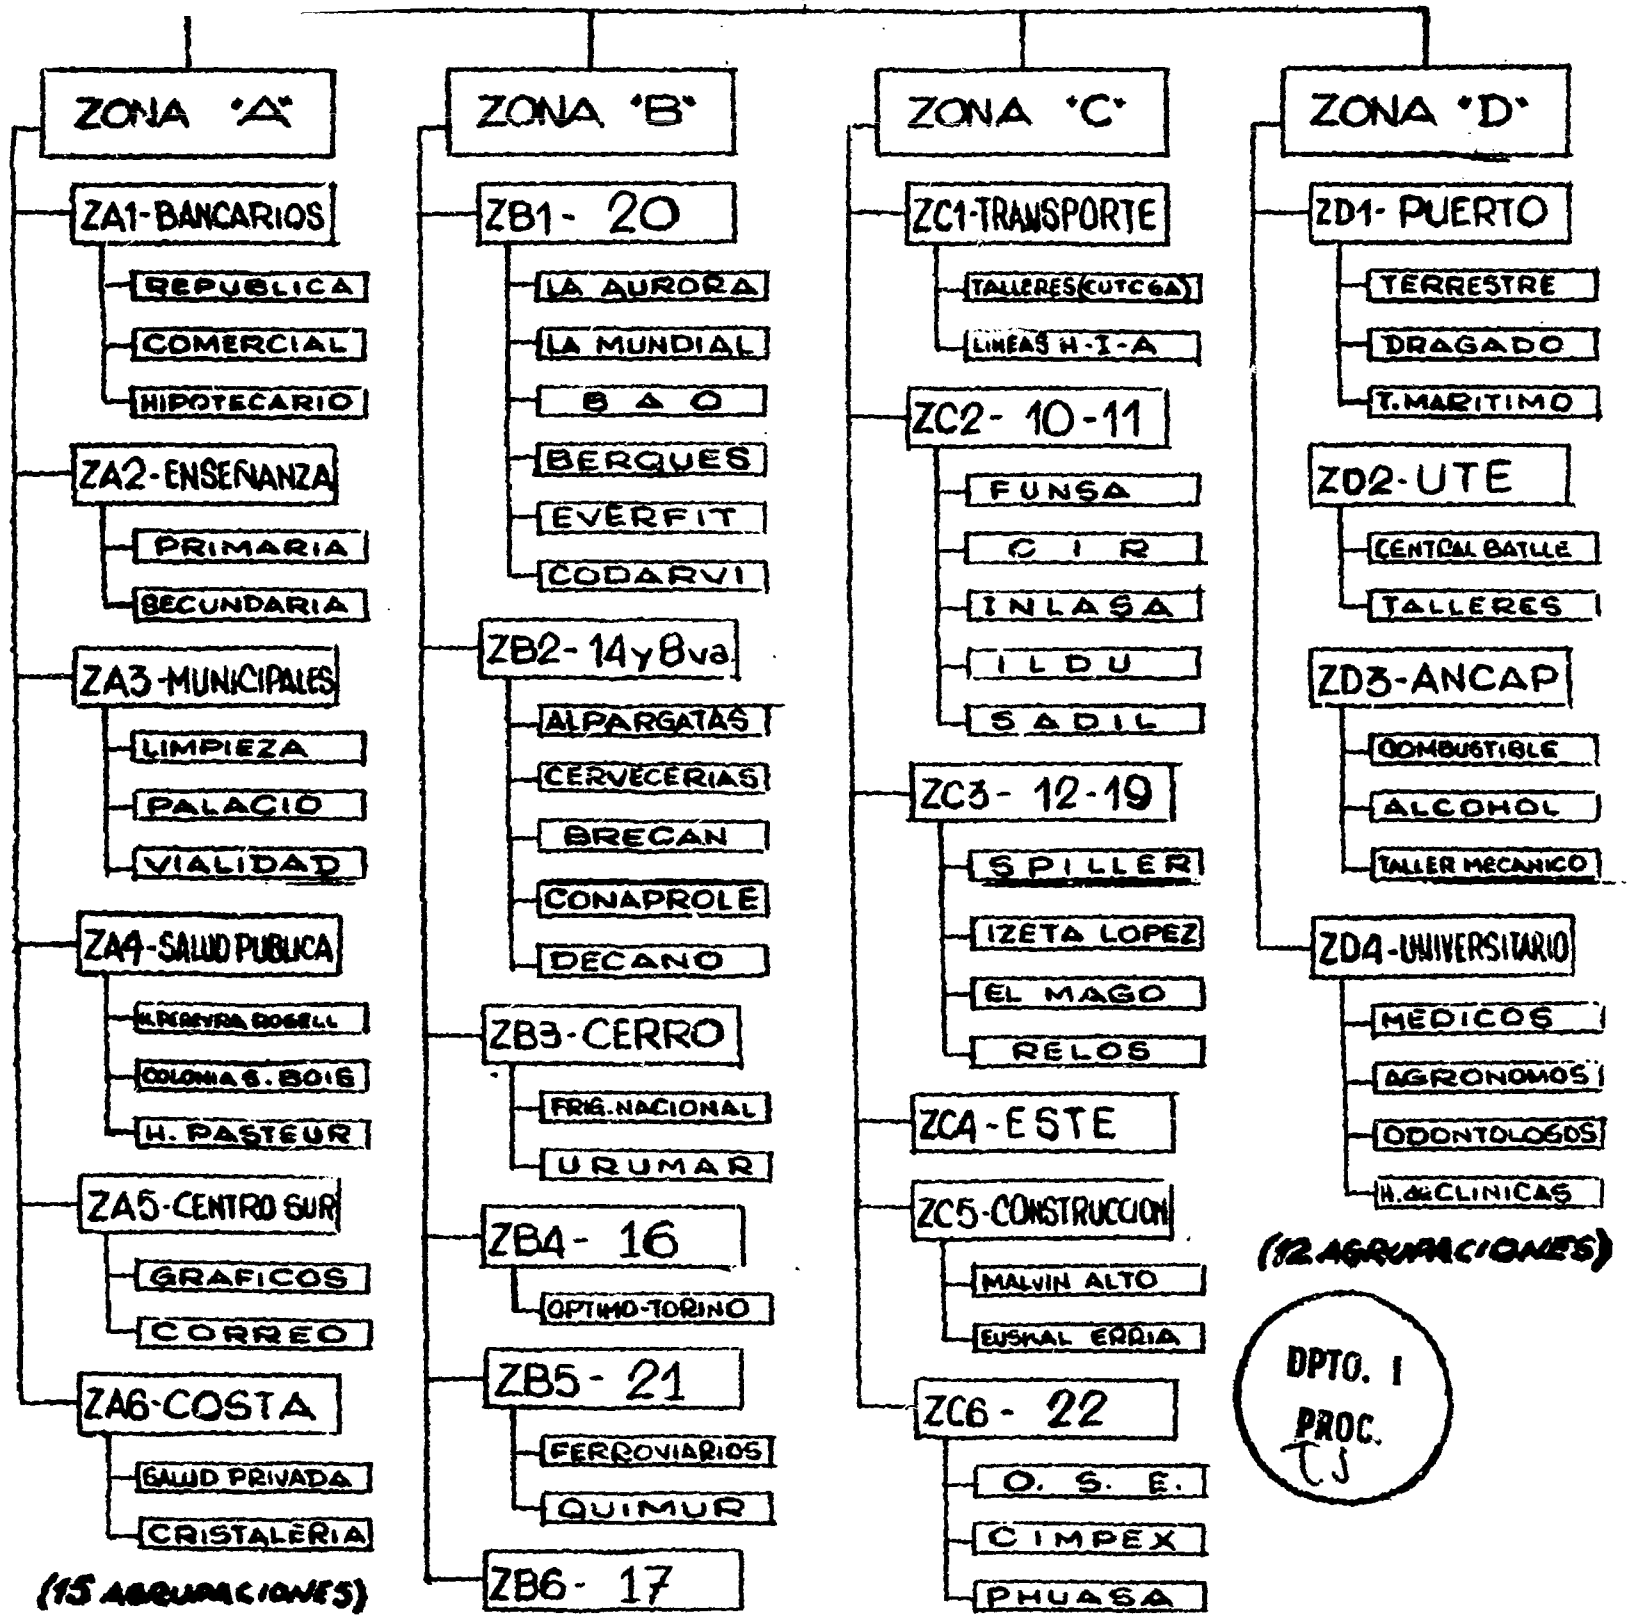 ZONA "A"
ZA1-BANCARIOS
REPUBLICA
COMERCIAL
HIPOTECARIO
ZA2-ENSEÑANZA
PRIMARIA
SECUNDARIA
ZA3-MUNICIPALES
LIMPIEZA
PALACIO
VIALIDAD
ZA4-SALUD PUBLICA
H.PEREYRA ROSELL
COLONIA S. BOIS
H. PASTEUR
ZA5-CENTRO SUR
GRAFICOS
CORREO
ZA6-COSTA
SALUD PRIVADA
CRISTALERIA
(15 AGRUPACIONES)
ZONA "B"
ZB1- 20
LA AURORA
LA MUNDIAL
B A O
BERQUES
EVERFIT
CODARVI
ZB2-14 y 8va
ALPARGATAS
CERVECERIAS
BRECAN
CONAPROLE
DECANO
ZB3-CERRO
FRIG.NACIONAL
URUMAR
ZB4- 16
OPTIMO-TORINO
ZB5- 21
FERROVIARIOS
QUIMUR
ZB6- 17
ZONA "C"
ZC1-TRANSPORTE
TALLERES(CUTCSA)
LINEAS H-I-A
ZC2- 10-11
FUNSA
C I R
INLASA
ILDU
SADIL
ZC3- 12-19
SPILLER
IZETA LOPEZ
EL MAGO
RELOS
ZC4-ESTE
ZC5-CONSTRUCCION
MALVIN ALTO
EUSKAL ERRIA
ZC6- 22
O. S. E.
CIMPEX
PHUASA
ZONA "D"
ZD1-PUERTO
TERRESTRE
DRAGADO
T.MARITIMO
ZD2-UTE
CENTRAL BATLLE
TALLERES
ZD3-ANCAP
COMBUSTIBLE
ALCOHOL
TALLER MECANICO
ZD4-UNIVERSITARIO
MEDICOS
AGRONOMOS
ODONTOLOGOS
H. de CLINICAS
(12 AGRUPACIONES)
DPTO. I
PROC.